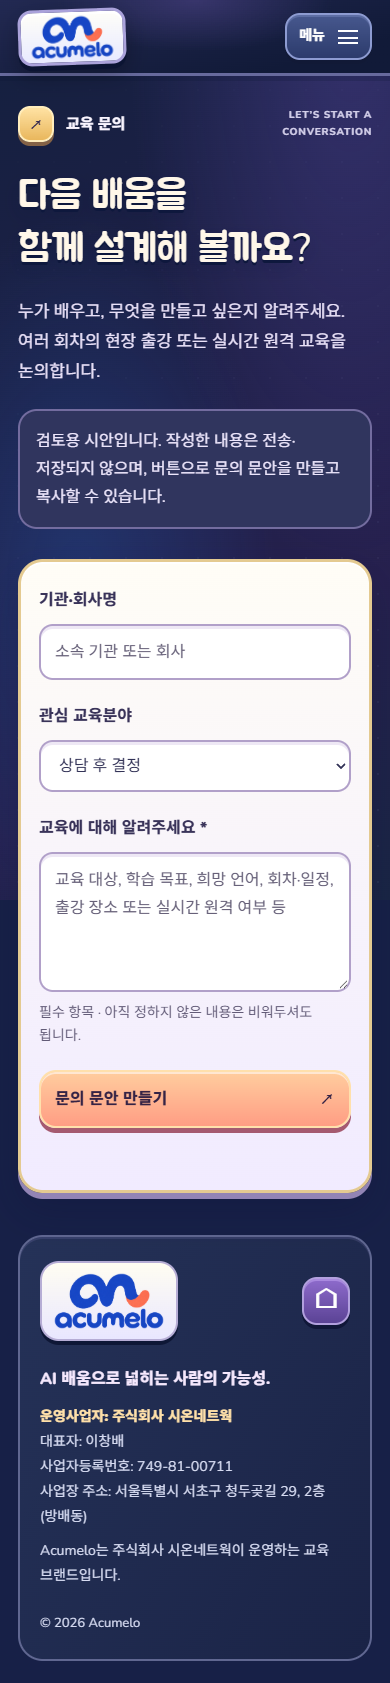 acumelo
메뉴
교육 문의
LET'S START A
CONVERSATION
다음 배움을
함께 설계해 볼까요?
누가 배우고, 무엇을 만들고 싶은지 알려주세요.
여러 회차의 현장 출강 또는 실시간 원격 교육을
논의합니다.
검토용 시안입니다. 작성한 내용은 전송·
저장되지 않으며, 버튼으로 문의 문안을 만들고
복사할 수 있습니다.
기관·회사명
소속 기관 또는 회사
관심 교육분야
상담 후 결정
교육에 대해 알려주세요 *
교육 대상, 학습 목표, 희망 언어, 회차·일정,
출강 장소 또는 실시간 원격 여부 등
필수 항목 · 아직 정하지 않은 내용은 비워두셔도
됩니다.
문의 문안 만들기
acumelo
AI 배움으로 넓히는 사람의 가능성.
운영사업자: 주식회사 시온네트웍
대표자: 이창배
사업자등록번호: 749-81-00711
사업장 주소: 서울특별시 서초구 청두곶길 29, 2층
(방배동)
Acumelo는 주식회사 시온네트웍이 운영하는 교육
브랜드입니다.
© 2026 Acumelo